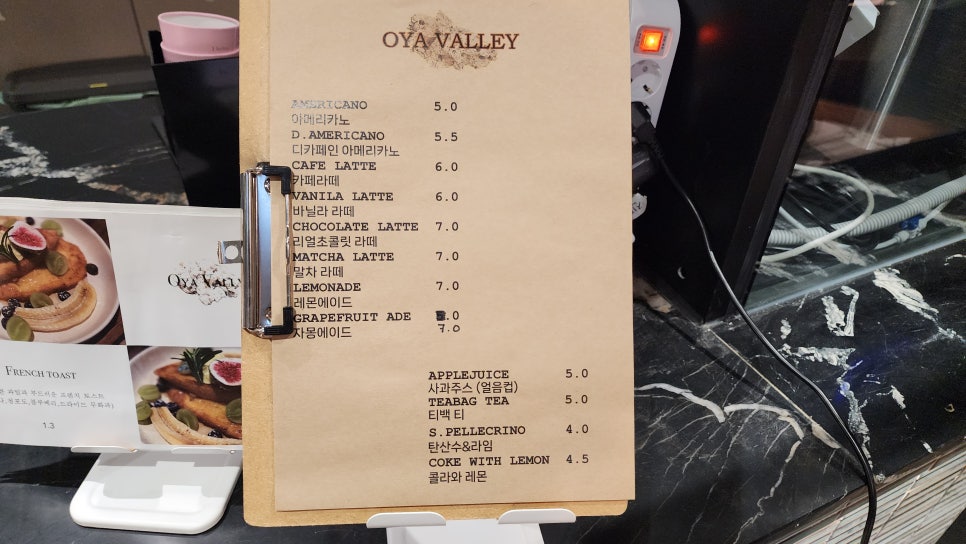 OYA VALLEY
AMERICANO 5.0
아메리카노
D.AMERICANO 5.5
디카페인 아메리카노
CAFE LATTE 6.0
카페라떼
VANILA LATTE 6.0
바닐라 라떼
CHOCOLATE LATTE 7.0
리얼초콜릿 라떼
MATCHA LATTE 7.0
말차 라떼
LEMONADE 7.0
레몬에이드
GRAPEFRUIT ADE .0
자몽에이드 7.0
APPLEJUICE 5.0
사과주스 (얼음컵)
TEABAG TEA 5.0
티백 티
S.PELLECRINO 4.0
탄산수&라임
COKE WITH LEMON 4.5
콜라와 레몬
OYA VALL
FRENCH TOAST
1.3